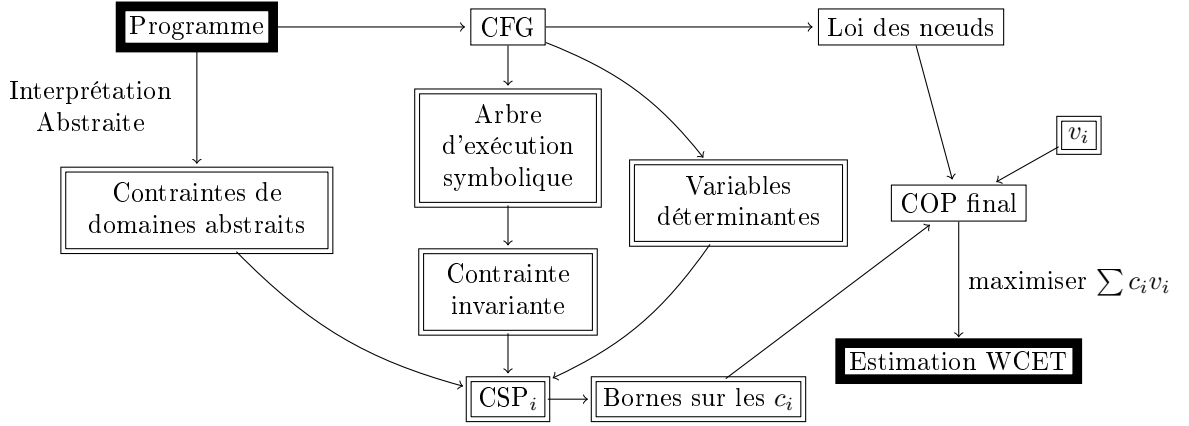 Programme
CFG
Loi des nœuds
Interprétation
Abstraite
Arbre
d'exécution
symbolique
v_i
Contraintes de
domaines abstraits
Variables
déterminantes
COP final
Contrainte
invariante
maximiser ∑ c_i v_i
Estimation WCET
CSP_i
Bornes sur les c_i